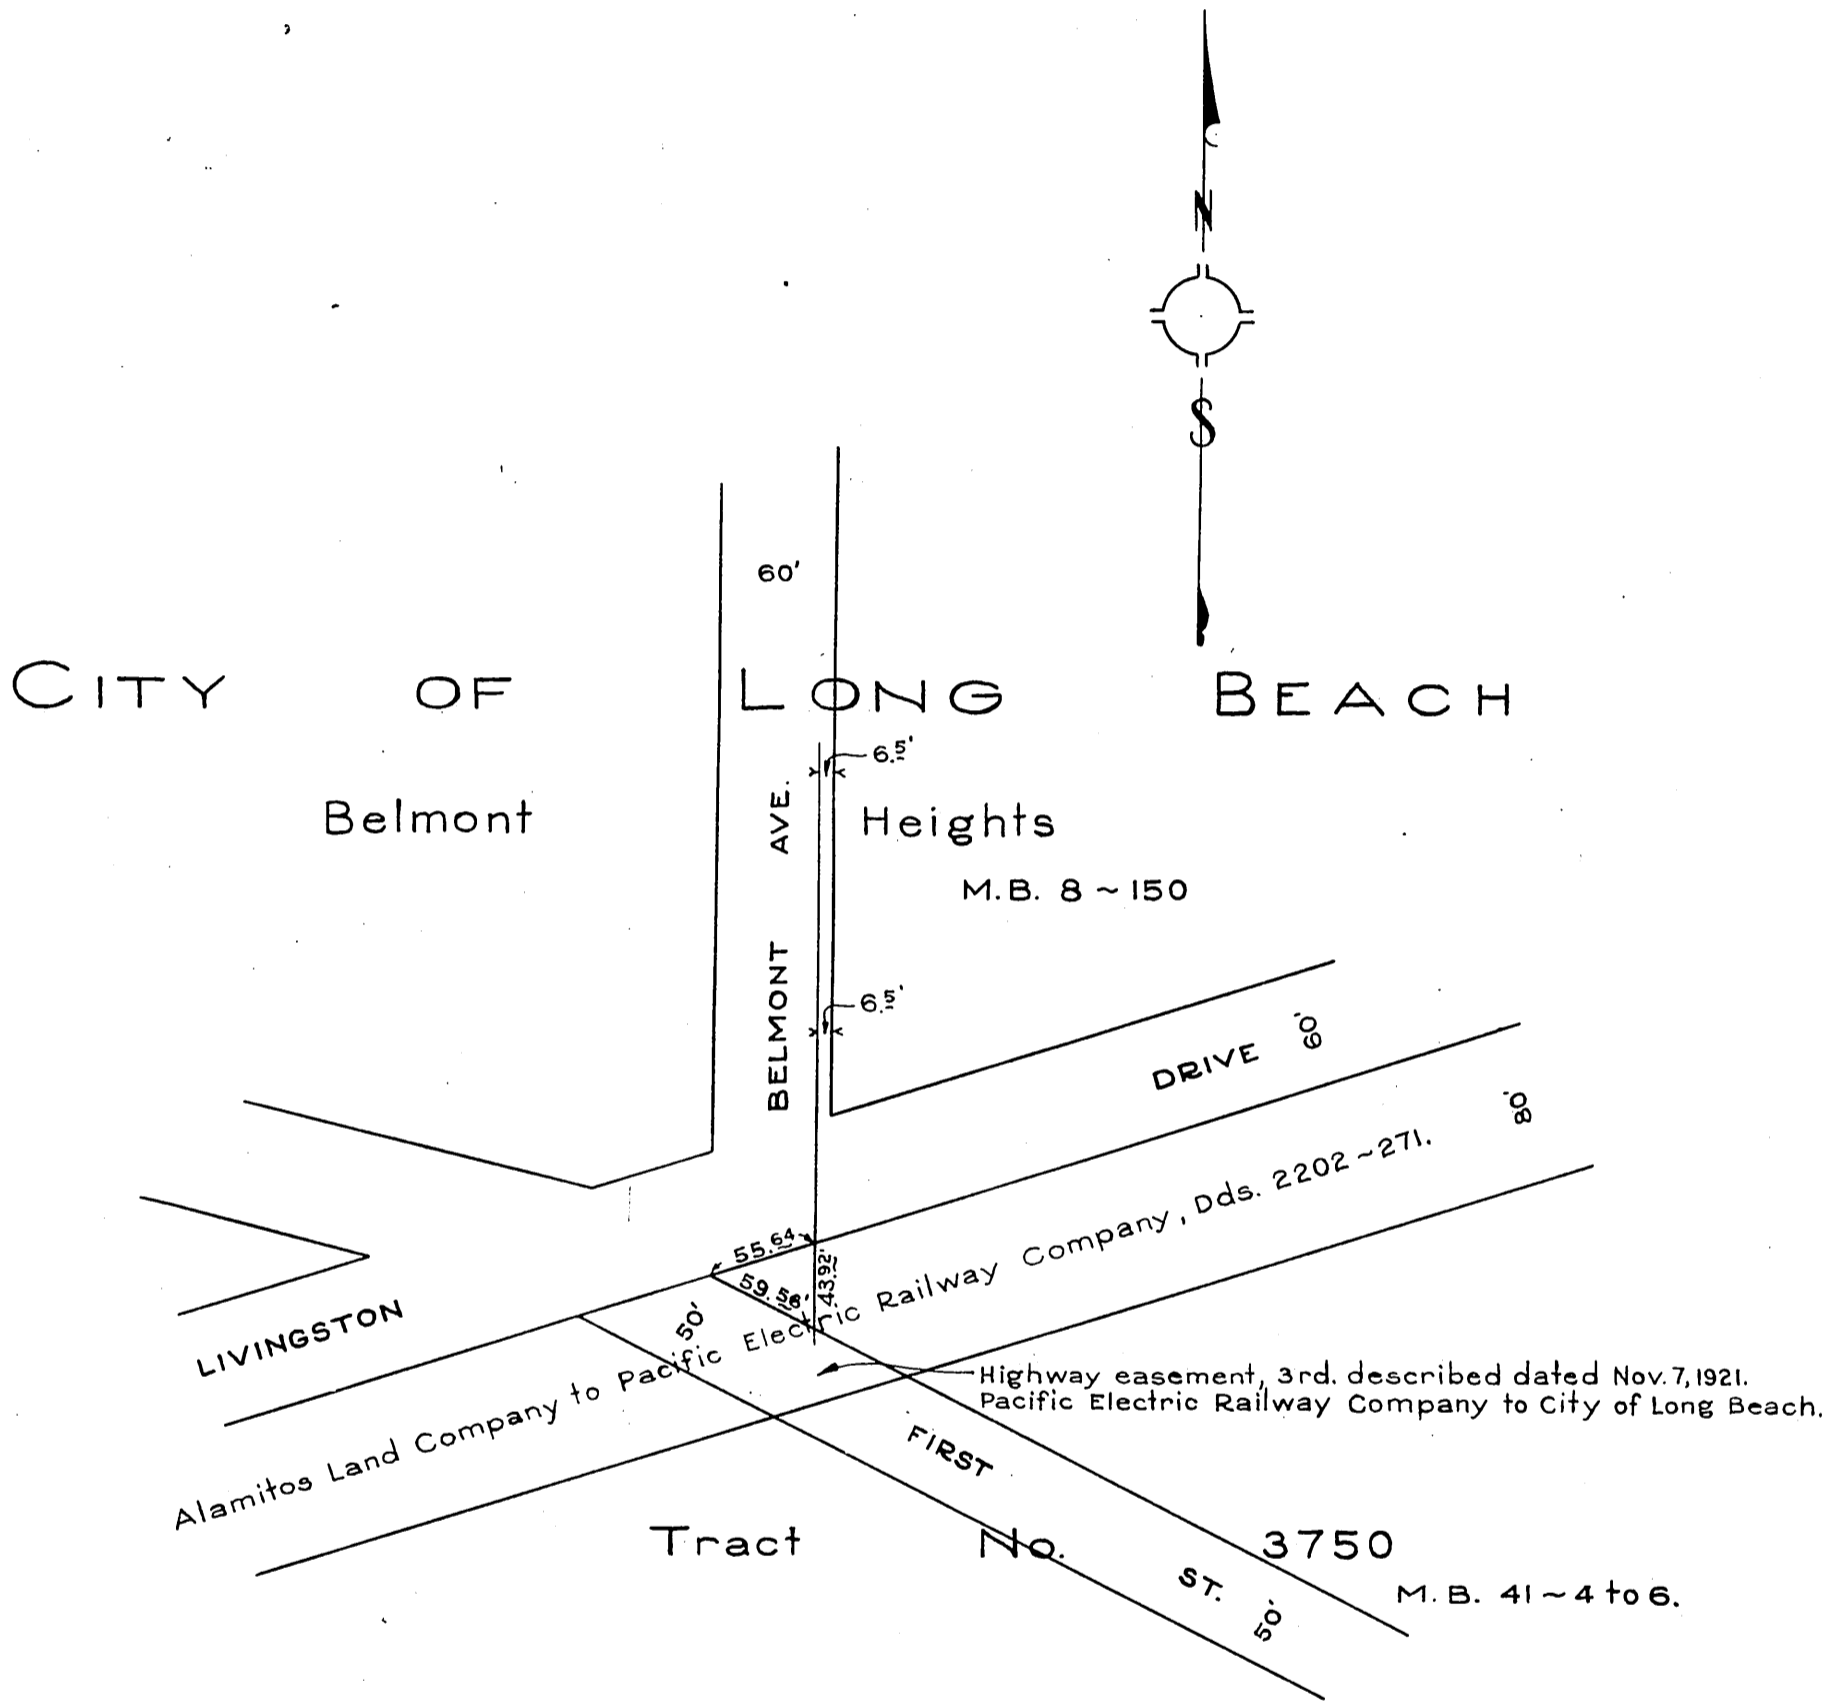 N
S
60'
CITY OF LONG BEACH
6.5'
Belmont Heights
M.B. 8 ~ 150
BELMONT AVE.
6.5'
DRIVE 60'
80'
55.64
59.56'
43.92'
50'
LIVINGSTON
Alamitos Land Company to Pacific Electric Railway Company, Dds. 2202 ~ 271.
Highway easement, 3rd. described dated Nov. 7, 1921.
Pacific Electric Railway Company to City of Long Beach.
FIRST ST. 50'
Tract No. 3750
M. B. 41 ~ 4 to 6.